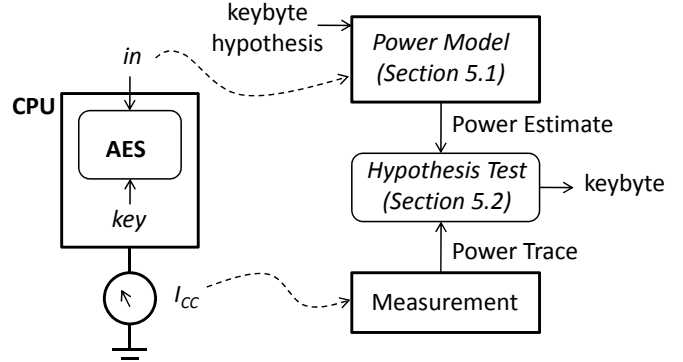 keybyte
hypothesis
in
Power Model
(Section 5.1)
CPU
Power Estimate
AES
Hypothesis Test
(Section 5.2)
keybyte
key
Power Trace
I_CC
Measurement